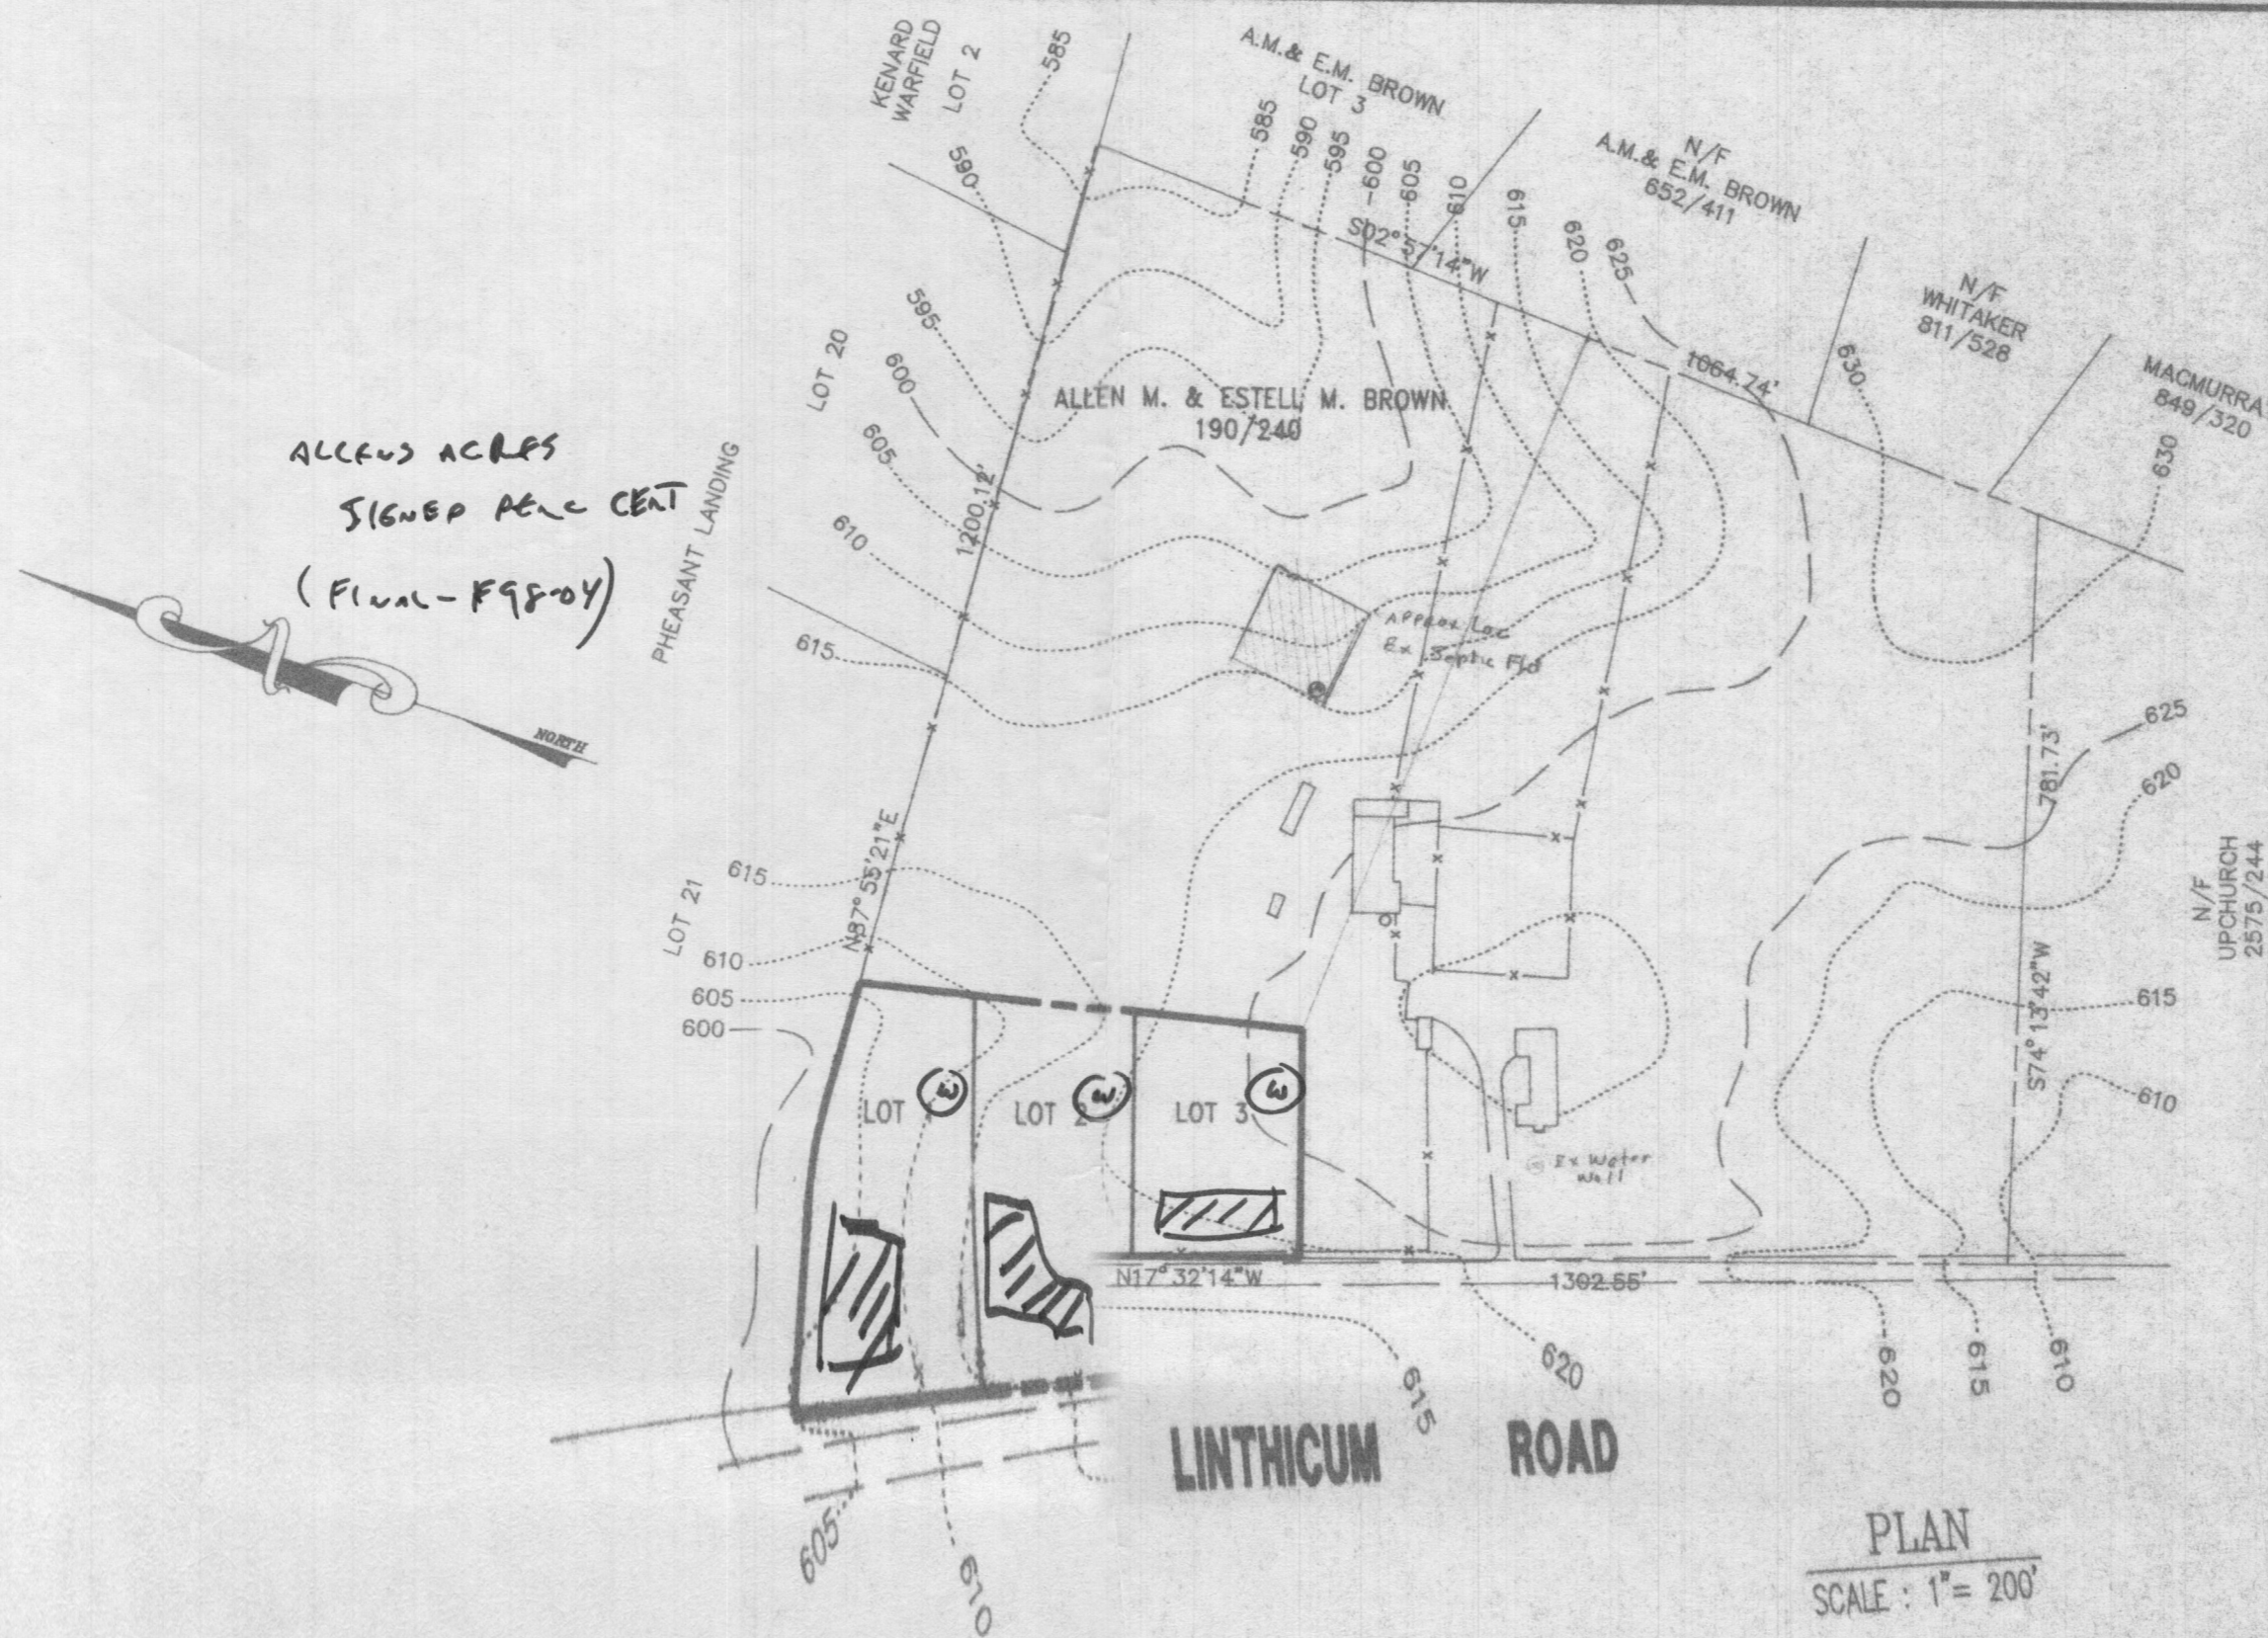 KENARD
WARFIELD
LOT 2
585
A.M.& E.M. BROWN
LOT 3
590
585
590
595
600
605
610
615
620
625
N/F
A.M.& E.M. BROWN
652/411
S02°57'14"W
1064.74'
N/F
WHITAKER
811/528
630
MACMURRA
849/320
630
595
LOT 20
600
605
610
615
ALLEN M. & ESTELL M. BROWN
190/240
1200.12'
ALLENS ACRES
SIGNED PERC CERT
(FINAL - F98-04)
PHEASANT LANDING
NORTH
APPROX LOC
Ex Septic Fld
625
620
781.73'
N87°55'21"E
615
LOT 21
610
605
600
N/F
UPCHURCH
2575/244
S74°13'42"W
615
610
LOT
W
LOT 2
W
LOT 3
W
Ex Water
Well
N17°32'14"W
1302.55'
615
620
620
615
610
LINTHICUM ROAD
605
610
PLAN
SCALE : 1"= 200'